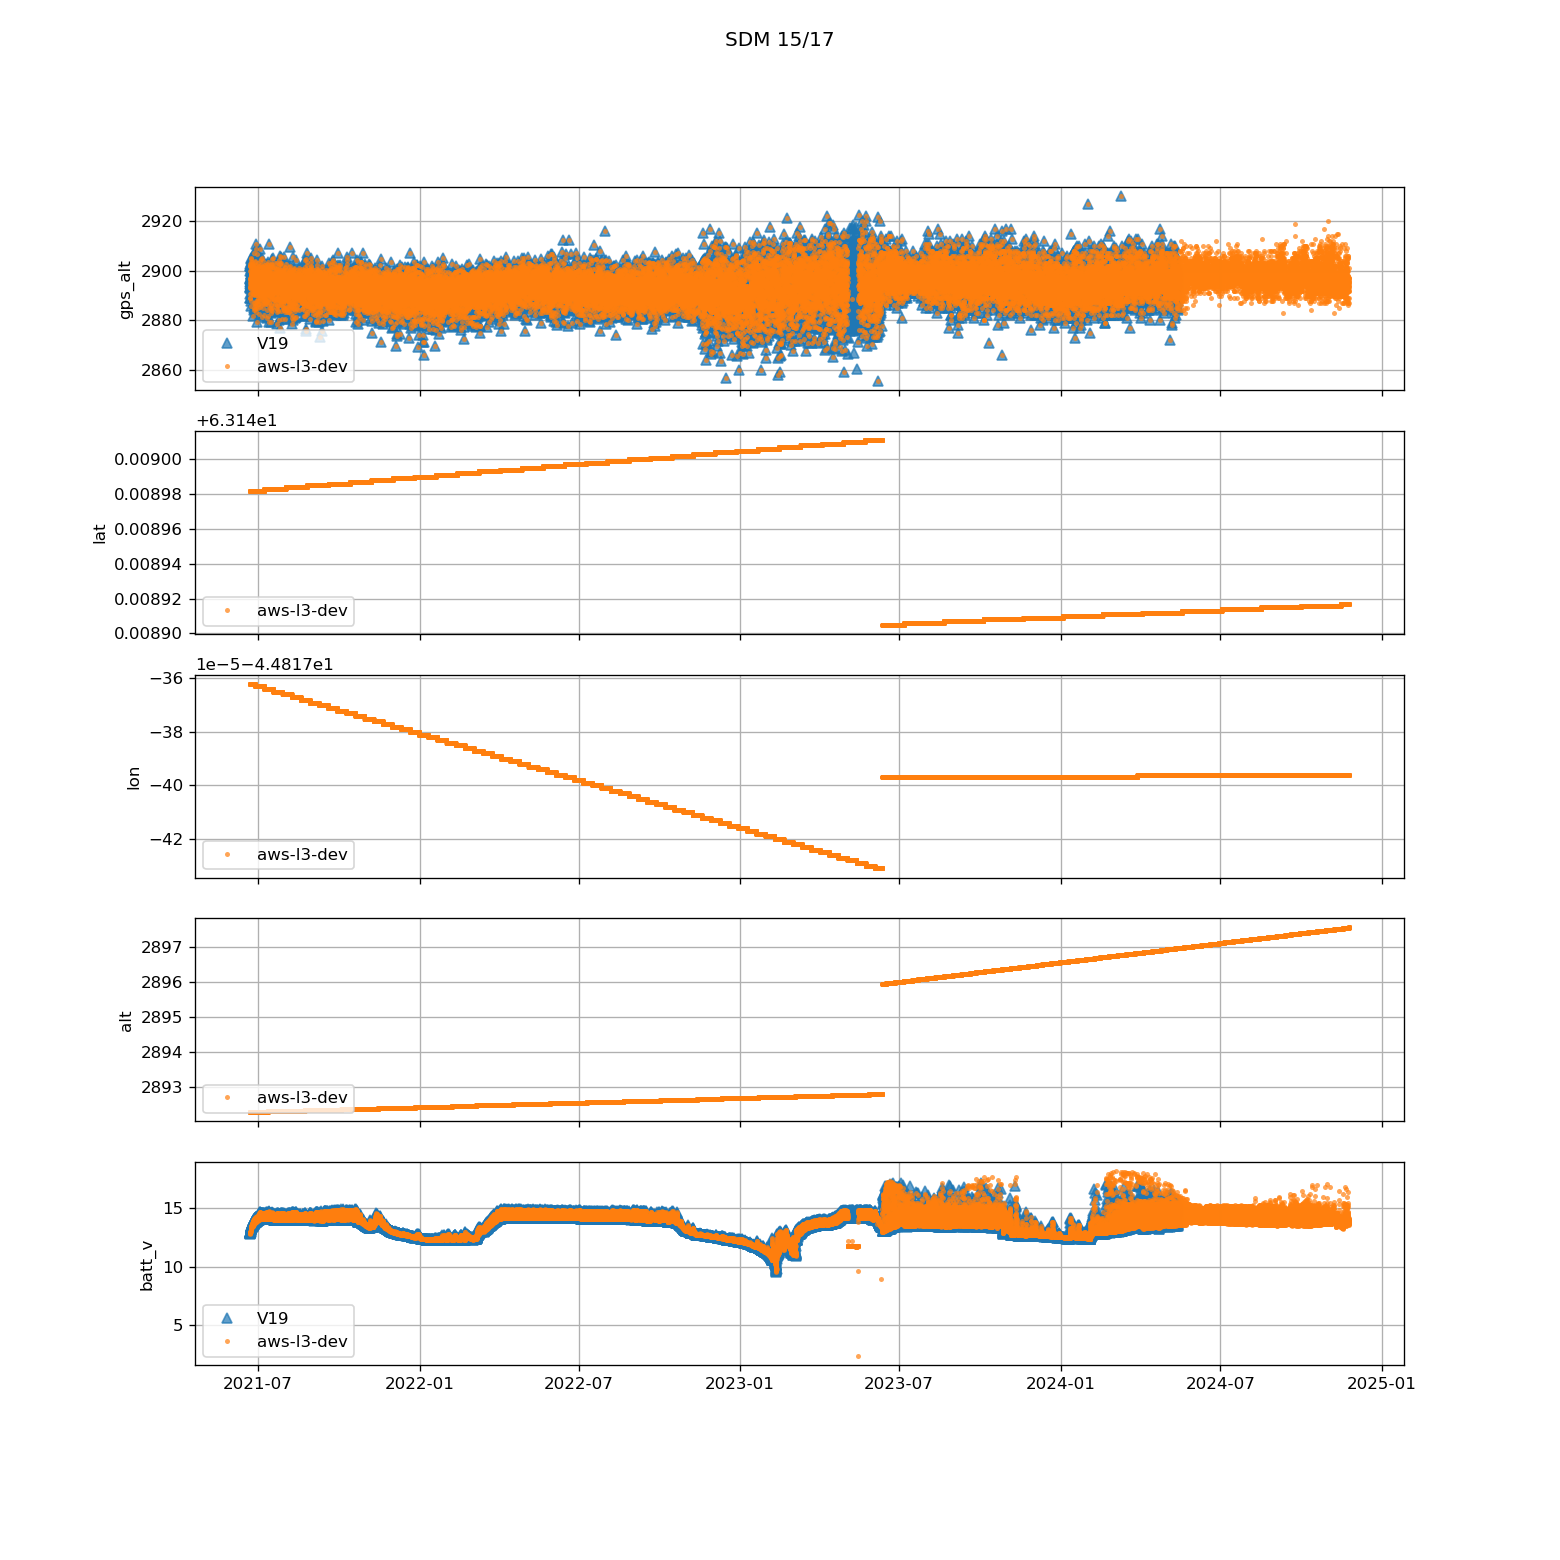 SDM 15/17
2920
2900
2880
2860
gps_alt
V19
aws-l3-dev
+6.314e1
0.00900
0.00898
0.00896
0.00894
0.00892
0.00890
lat
aws-l3-dev
1e−5−4.4817e1
−36
−38
−40
−42
lon
aws-l3-dev
2897
2896
2895
2894
2893
alt
aws-l3-dev
15
10
5
batt_v
V19
aws-l3-dev
2021-07 2022-01 2022-07 2023-01 2023-07 2024-01 2024-07 2025-01